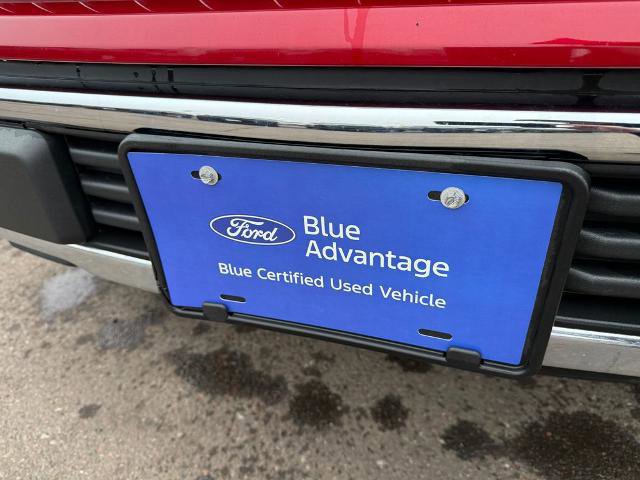 Ford
Blue
Advantage
Blue Certified Used Vehicle